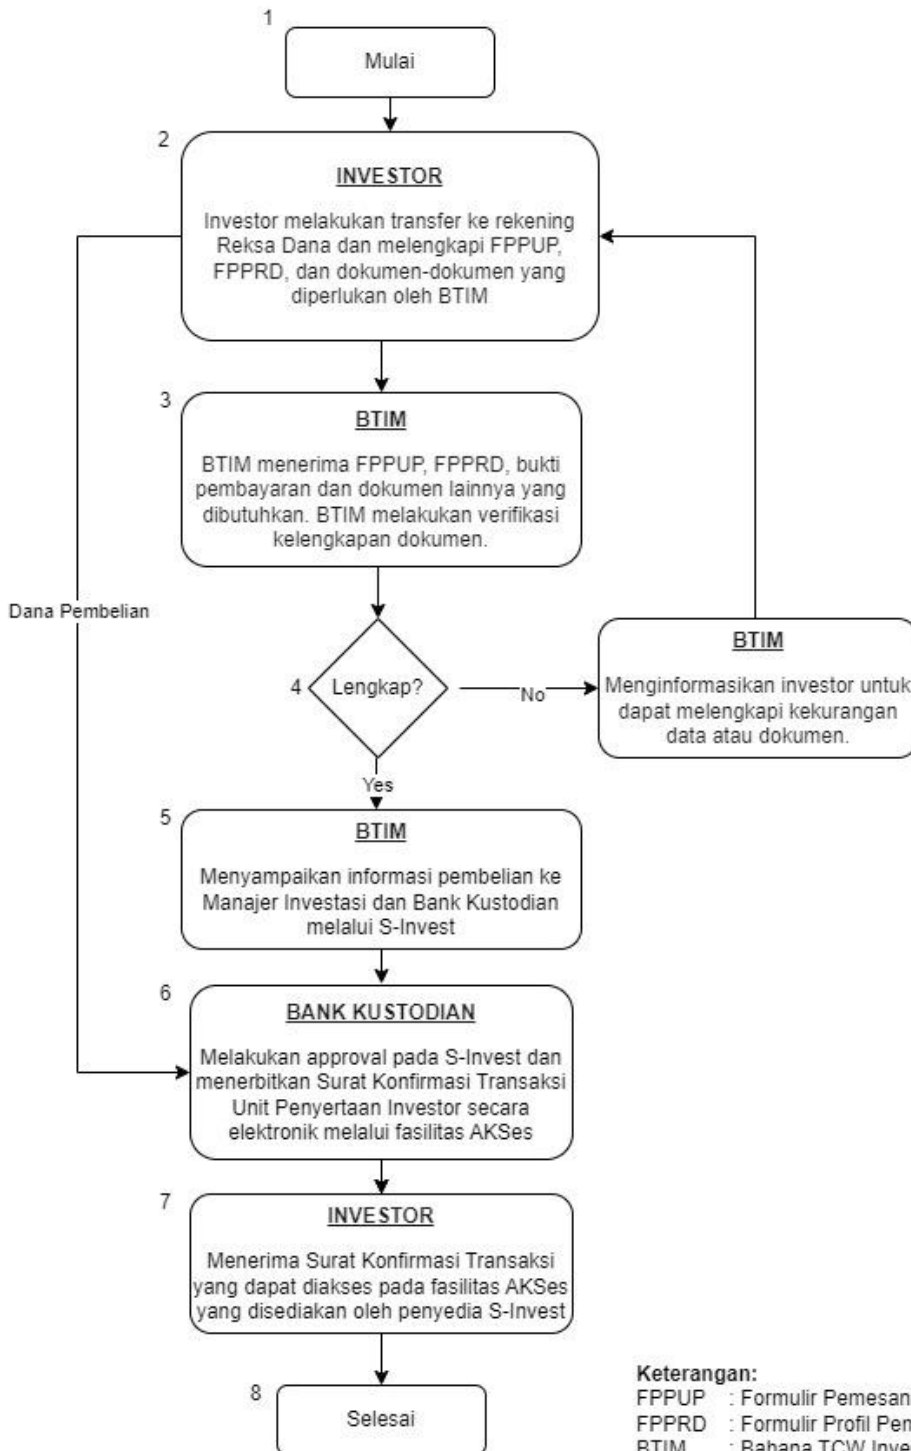 1
Mulai
2
INVESTOR
Investor melakukan transfer ke rekening
Reksa Dana dan melengkapi FPPUP,
FPPRD, dan dokumen-dokumen yang
diperlukan oleh BTIM
3
BTIM
BTIM menerima FPPUP, FPPRD, bukti
pembayaran dan dokumen lainnya yang
dibutuhkan. BTIM melakukan verifikasi
kelengkapan dokumen.
Dana Pembelian
4
Lengkap?
No
BTIM
Menginformasikan investor untuk
dapat melengkapi kekurangan
data atau dokumen.
Yes
5
BTIM
Menyampaikan informasi pembelian ke
Manajer Investasi dan Bank Kustodian
melalui S-Invest
6
BANK KUSTODIAN
Melakukan approval pada S-Invest dan
menerbitkan Surat Konfirmasi Transaksi
Unit Penyertaan Investor secara
elektronik melalui fasilitas AKSes
7
INVESTOR
Menerima Surat Konfirmasi Transaksi
yang dapat diakses pada fasilitas AKSes
yang disediakan oleh penyedia S-Invest
8
Selesai
Keterangan:
FPPUP : Formulir Pemesan
FPPRD : Formulir Profil Pem
BTIM : Bahana TCW Inve